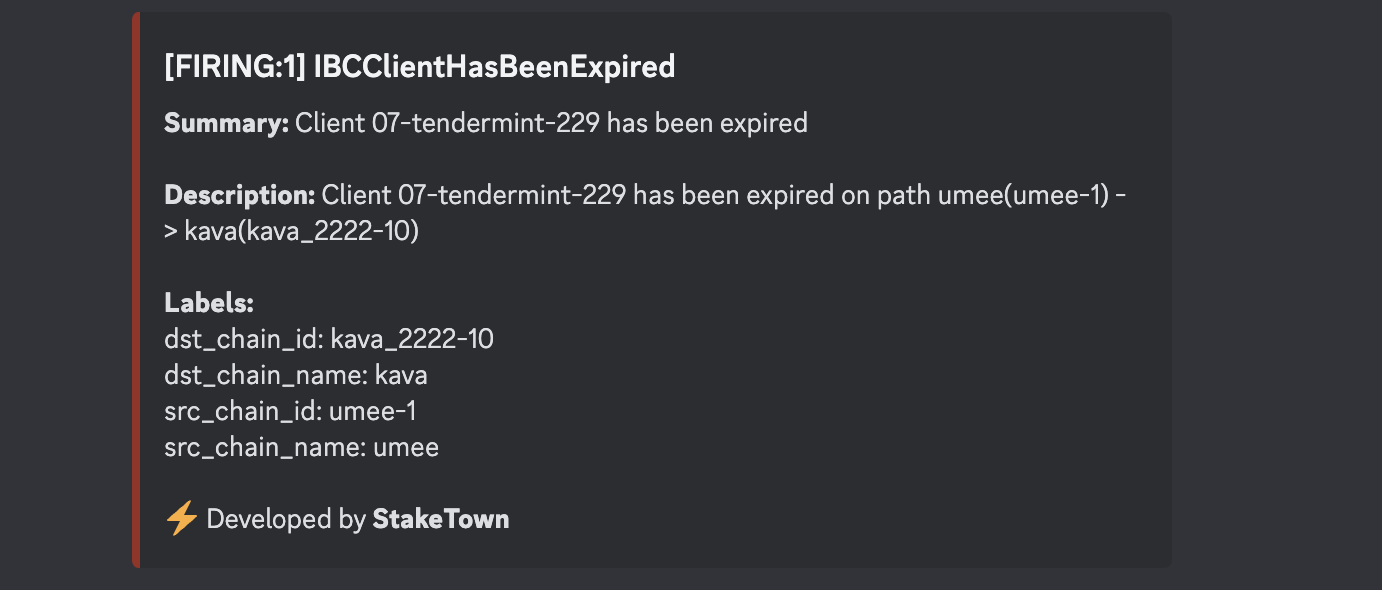 [FIRING:1] IBCClientHasBeenExpired
Summary: Client 07-tendermint-229 has been expired
Description: Client 07-tendermint-229 has been expired on path umee(umee-1) -
> kava(kava_2222-10)
Labels:
dst_chain_id: kava_2222-10
dst_chain_name: kava
src_chain_id: umee-1
src_chain_name: umee
⚡ Developed by StakeTown